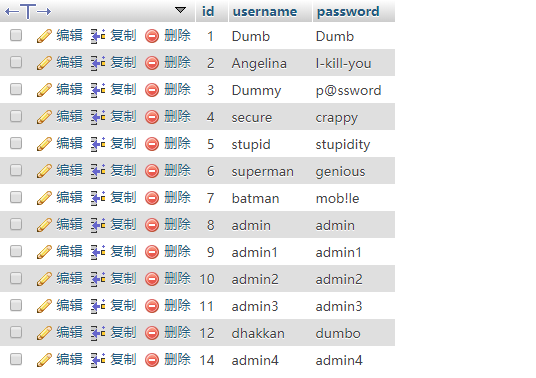 id username password
编辑 复制 删除 1 Dumb Dumb
编辑 复制 删除 2 Angelina I-kill-you
编辑 复制 删除 3 Dummy p@ssword
编辑 复制 删除 4 secure crappy
编辑 复制 删除 5 stupid stupidity
编辑 复制 删除 6 superman genious
编辑 复制 删除 7 batman mob!le
编辑 复制 删除 8 admin admin
编辑 复制 删除 9 admin1 admin1
编辑 复制 删除 10 admin2 admin2
编辑 复制 删除 11 admin3 admin3
编辑 复制 删除 12 dhakkan dumbo
编辑 复制 删除 14 admin4 admin4